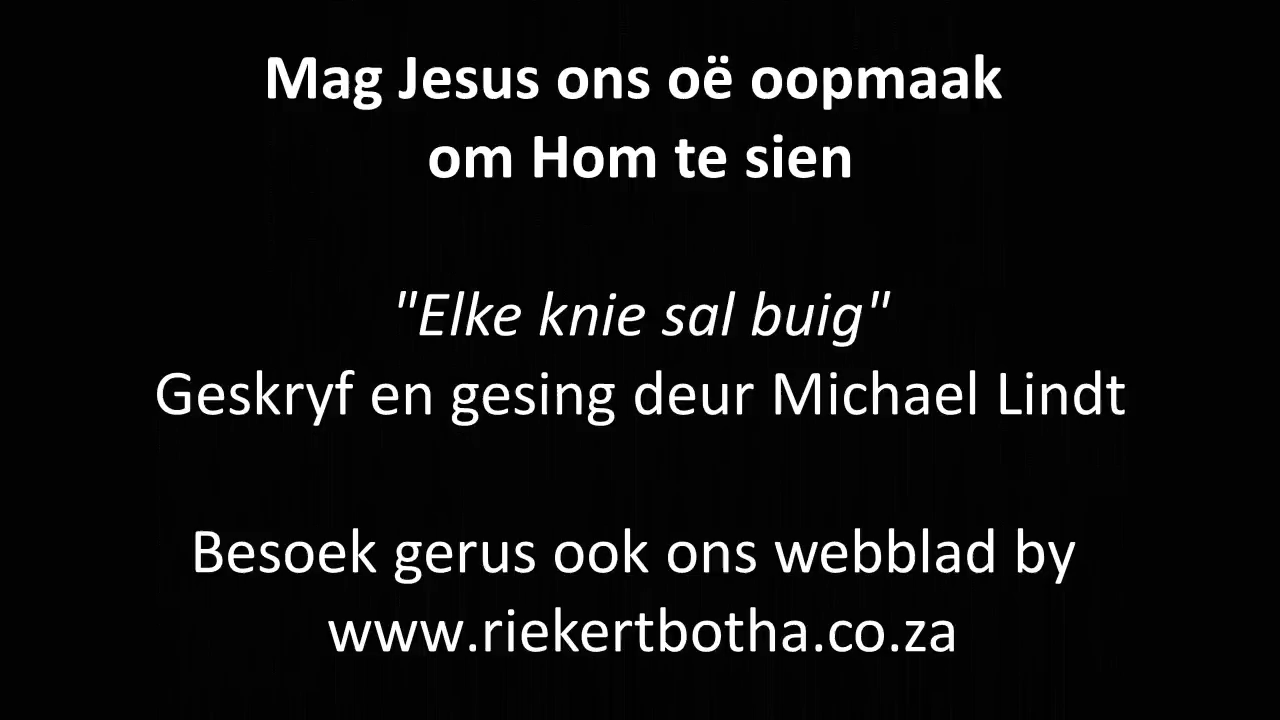 Mag Jesus ons oë oopmaak
om Hom te sien
"Elke knie sal buig"
Geskryf en gesing deur Michael Lindt
Besoek gerus ook ons webblad by
www.riekertbotha.co.za